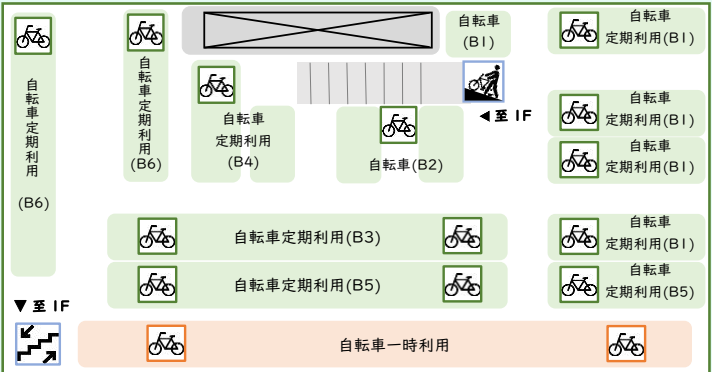 自転車
(B1)
自転車
定期利用(B1)
自転車定期利用
(B6)
自転車定期利用
(B6)
自転車
定期利用
(B4)
◀至1F
自転車(B2)
自転車
定期利用(B1)
自転車
定期利用(B1)
自転車定期利用(B3)
自転車
定期利用(B1)
自転車定期利用(B5)
自転車
定期利用(B5)
▼至1F
自転車一時利用